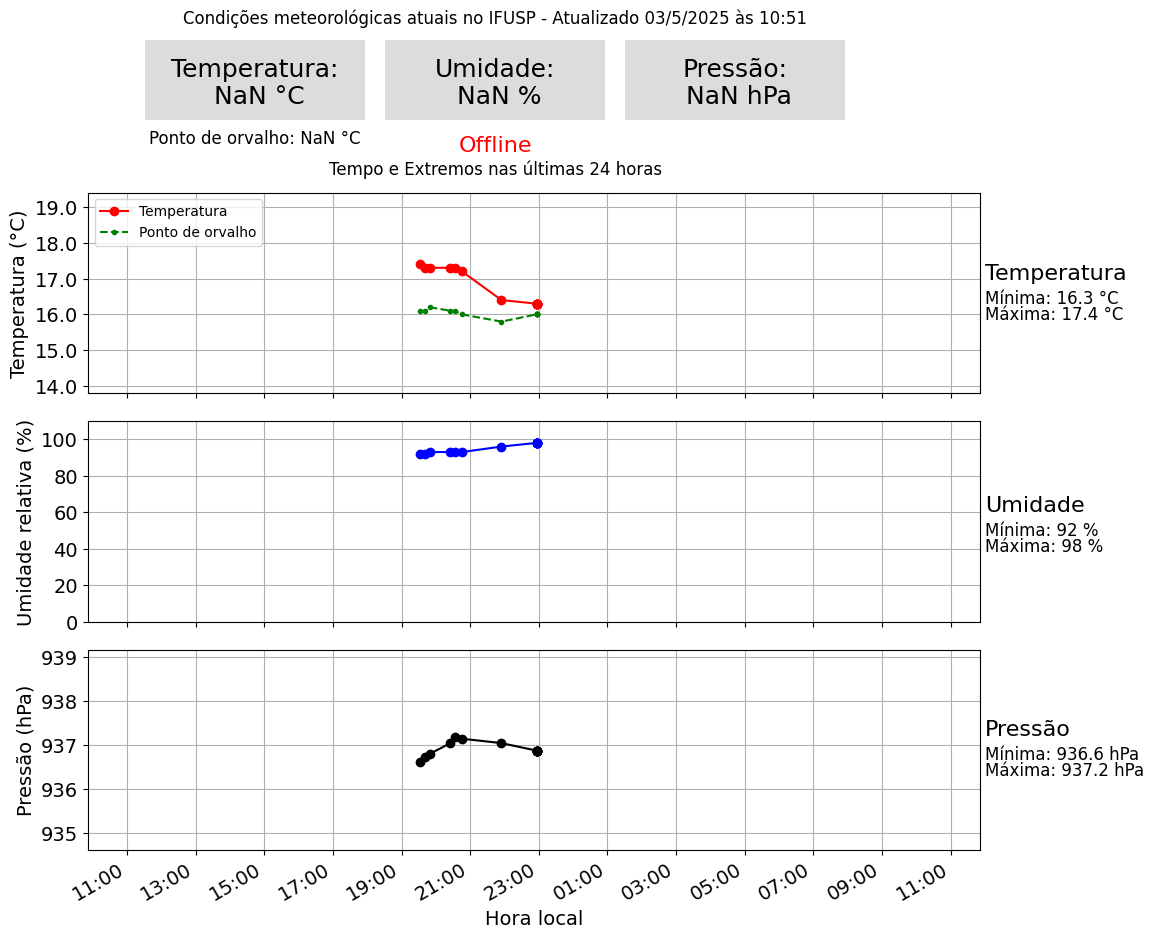 Condições meteorológicas atuais no IFUSP - Atualizado 03/5/2025 às 10:51
Temperatura:
NaN °C
Umidade:
NaN %
Pressão:
NaN hPa
Ponto de orvalho: NaN °C
Offline
Tempo e Extremos nas últimas 24 horas
Temperatura (°C)
19.0
18.0
17.0
16.0
15.0
14.0
Temperatura
Ponto de orvalho
Temperatura
Mínima: 16.3 °C
Máxima: 17.4 °C
Umidade relativa (%)
100
80
60
40
20
0
Umidade
Mínima: 92 %
Máxima: 98 %
Pressão (hPa)
939
938
937
936
935
Pressão
Mínima: 936.6 hPa
Máxima: 937.2 hPa
11:00 13:00 15:00 17:00 19:00 21:00 23:00 01:00 03:00 05:00 07:00 09:00 11:00
Hora local